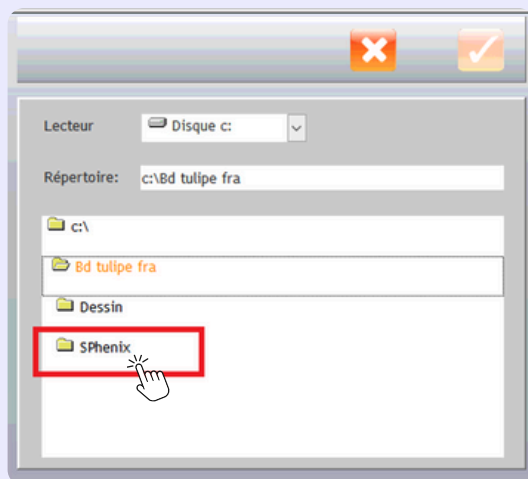 Lecteur Disque c:
Répertoire: c:\Bd tulipe fra
c:\
Bd tulipe fra
Dessin
SPhenix